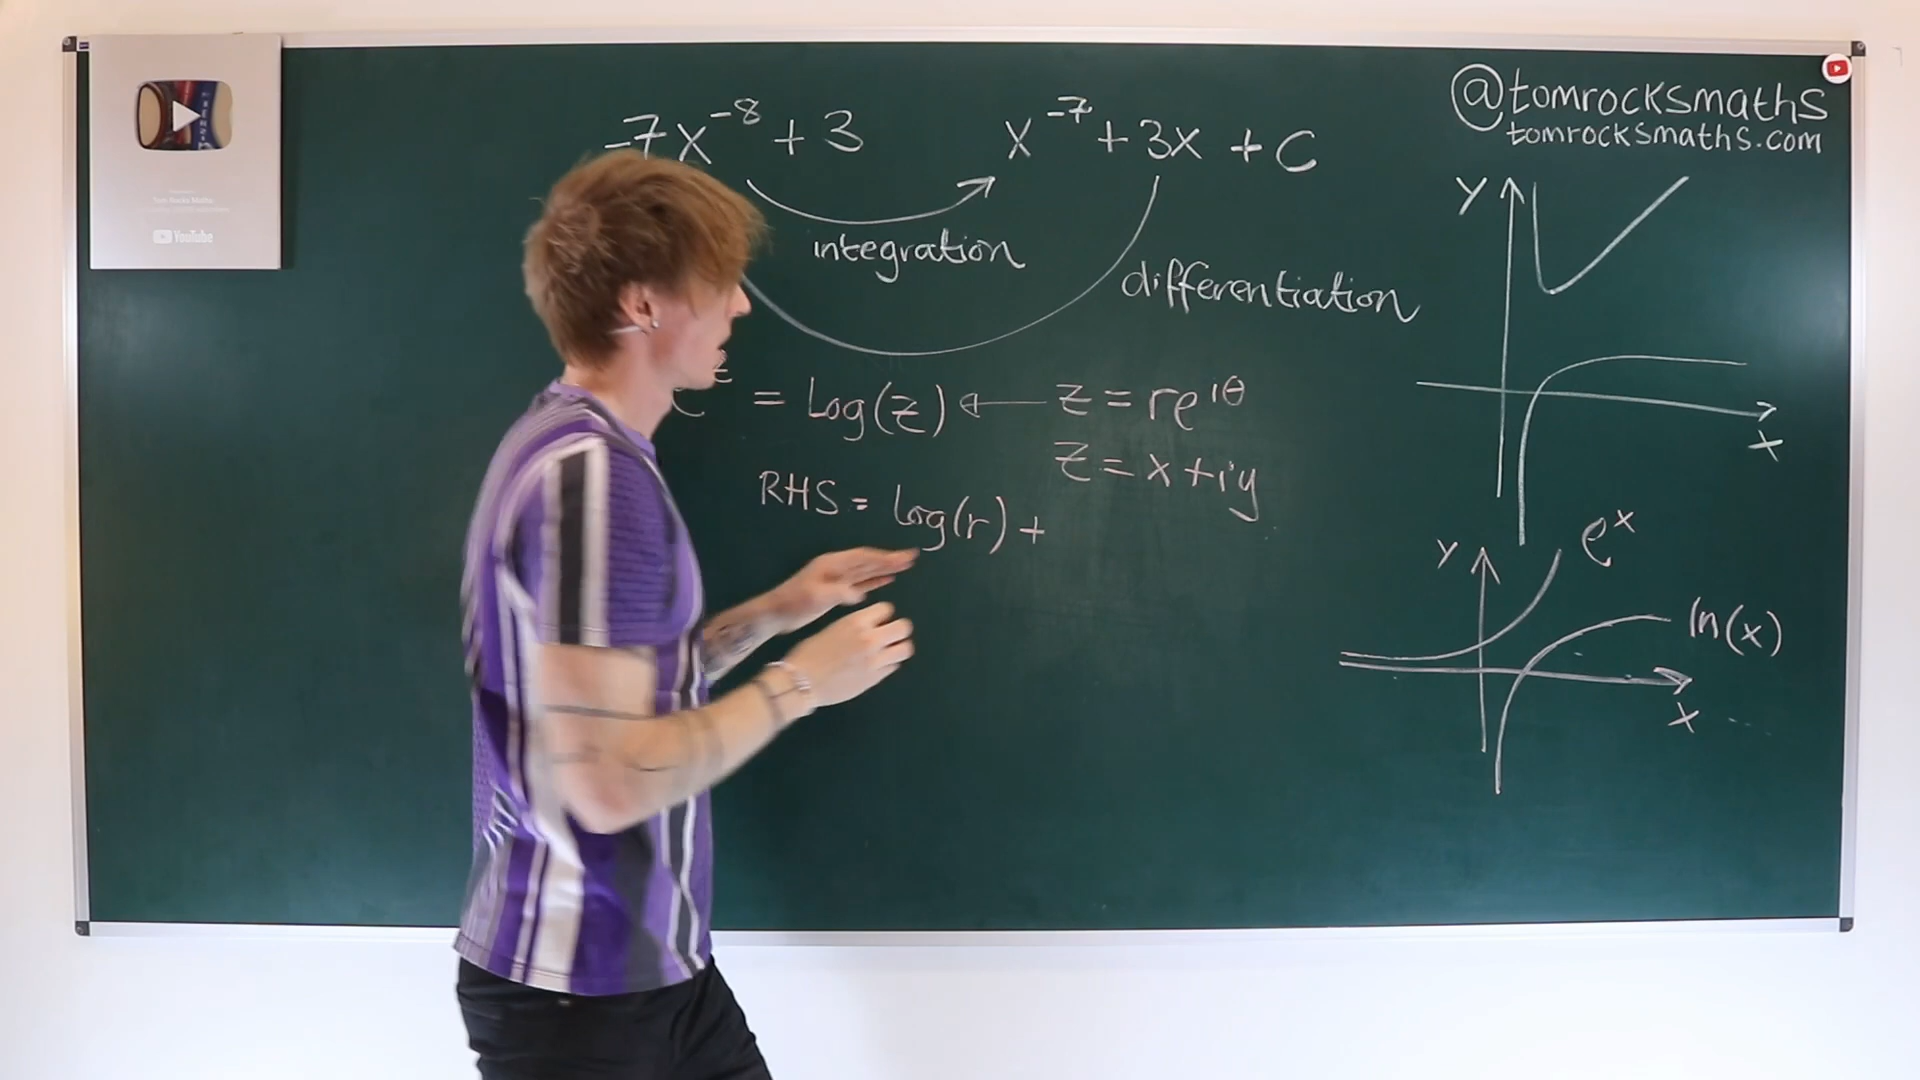 YouTube
-7x^-8 + 3
x^-7 + 3x + C
@tomrocksmaths
tomrocksmaths.com
integration
differentiation
e^z = Log(z) ← z = re^iθ
z = x + iy
RHS = log(r) +
y
x
y
e^x
ln(x)
x